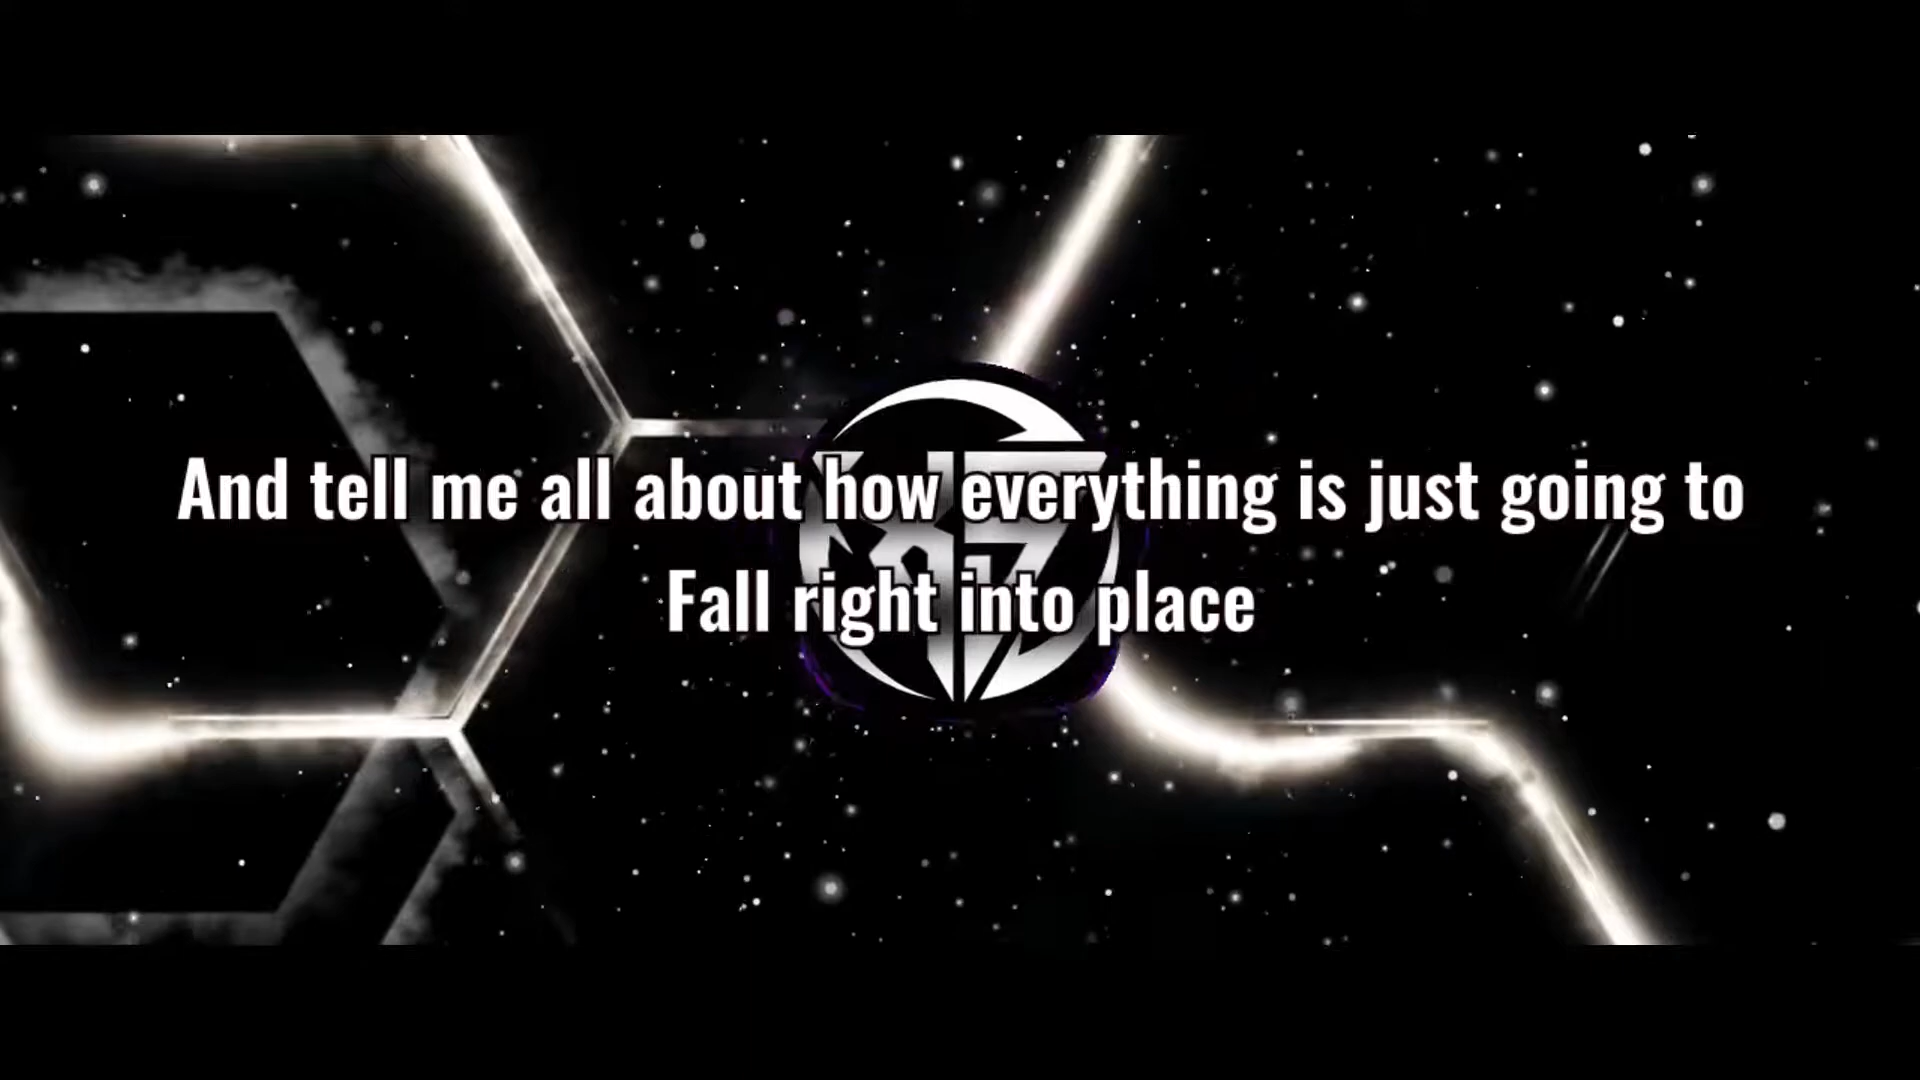 And tell me all about how everything is just going to
Fall right into place